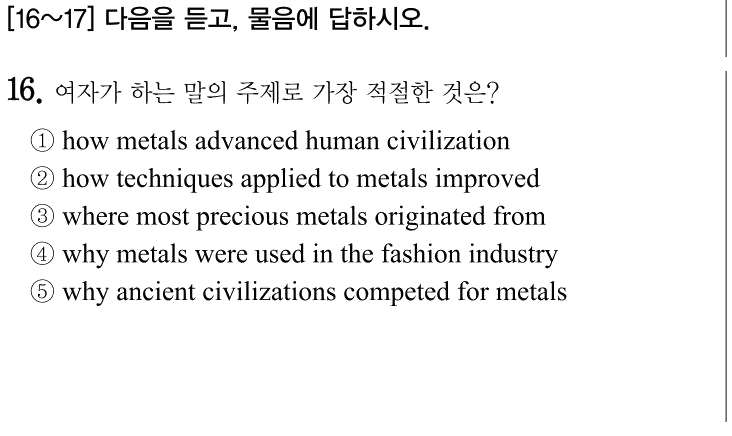 [16～17] 다음을 듣고, 물음에 답하시오.
16. 여자가 하는 말의 주제로 가장 적절한 것은?
① how metals advanced human civilization
② how techniques applied to metals improved
③ where most precious metals originated from
④ why metals were used in the fashion industry
⑤ why ancient civilizations competed for metals